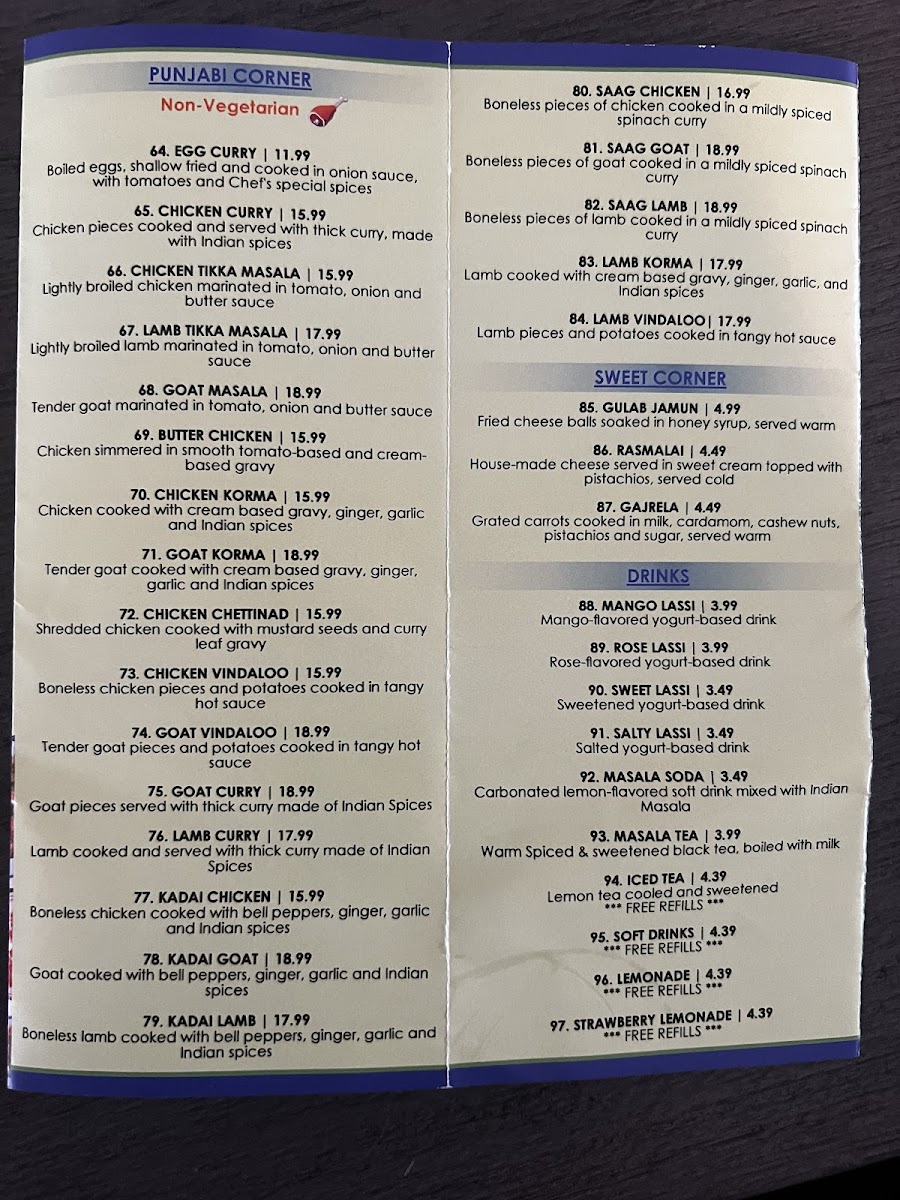 PUNJABI CORNER
Non-Vegetarian
64. EGG CURRY | 11.99
Boiled eggs, shallow fried and cooked in onion sauce,
with tomatoes and Chef's special spices
65. CHICKEN CURRY | 15.99
Chicken pieces cooked and served with thick curry, made
with Indian spices
66. CHICKEN TIKKA MASALA | 15.99
Lightly broiled chicken marinated in tomato, onion and
butter sauce
67. LAMB TIKKA MASALA | 17.99
Lightly broiled lamb marinated in tomato, onion and butter
sauce
68. GOAT MASALA | 18.99
Tender goat marinated in tomato, onion and butter sauce
69. BUTTER CHICKEN | 15.99
Chicken simmered in smooth tomato-based and cream-
based gravy
70. CHICKEN KORMA | 15.99
Chicken cooked with cream based gravy, ginger, garlic
and Indian spices
71. GOAT KORMA | 18.99
Tender goat cooked with cream based gravy, ginger,
garlic and Indian spices
72. CHICKEN CHETTINAD | 15.99
Shredded chicken cooked with mustard seeds and curry
leaf gravy
73. CHICKEN VINDALOO | 15.99
Boneless chicken pieces and potatoes cooked in tangy
hot sauce
74. GOAT VINDALOO | 18.99
Tender goat pieces and potatoes cooked in tangy hot
sauce
75. GOAT CURRY | 18.99
Goat pieces served with thick curry made of Indian Spices
76. LAMB CURRY | 17.99
Lamb cooked and served with thick curry made of Indian
Spices
77. KADAI CHICKEN | 15.99
Boneless chicken cooked with bell peppers, ginger, garlic
and Indian spices
78. KADAI GOAT | 18.99
Goat cooked with bell peppers, ginger, garlic and Indian
spices
79. KADAI LAMB | 17.99
Boneless lamb cooked with bell peppers, ginger, garlic and
Indian spices
80. SAAG CHICKEN | 16.99
Boneless pieces of chicken cooked in a mildly spiced
spinach curry
81. SAAG GOAT | 18.99
Boneless pieces of goat cooked in a mildly spiced spinach
curry
82. SAAG LAMB | 18.99
Boneless pieces of lamb cooked in a mildly spiced spinach
curry
83. LAMB KORMA | 17.99
Lamb cooked with cream based gravy, ginger, garlic, and
Indian spices
84. LAMB VINDALOO| 17.99
Lamb pieces and potatoes cooked in tangy hot sauce
SWEET CORNER
85. GULAB JAMUN | 4.99
Fried cheese balls soaked in honey syrup, served warm
86. RASMALAI | 4.49
House-made cheese served in sweet cream topped with
pistachios, served cold
87. GAJRELA | 4.49
Grated carrots cooked in milk, cardamom, cashew nuts,
pistachios and sugar, served warm
DRINKS
88. MANGO LASSI | 3.99
Mango-flavored yogurt-based drink
89. ROSE LASSI | 3.99
Rose-flavored yogurt-based drink
90. SWEET LASSI | 3.49
Sweetened yogurt-based drink
91. SALTY LASSI | 3.49
Salted yogurt-based drink
92. MASALA SODA | 3.49
Carbonated lemon-flavored soft drink mixed with Indian
Masala
93. MASALA TEA | 3.99
Warm Spiced & sweetened black tea, boiled with milk
94. ICED TEA | 4.39
Lemon tea cooled and sweetened
*** FREE REFILLS ***
95. SOFT DRINKS | 4.39
*** FREE REFILLS ***
96. LEMONADE | 4.39
*** FREE REFILLS ***
97. STRAWBERRY LEMONADE | 4.39
*** FREE REFILLS ***